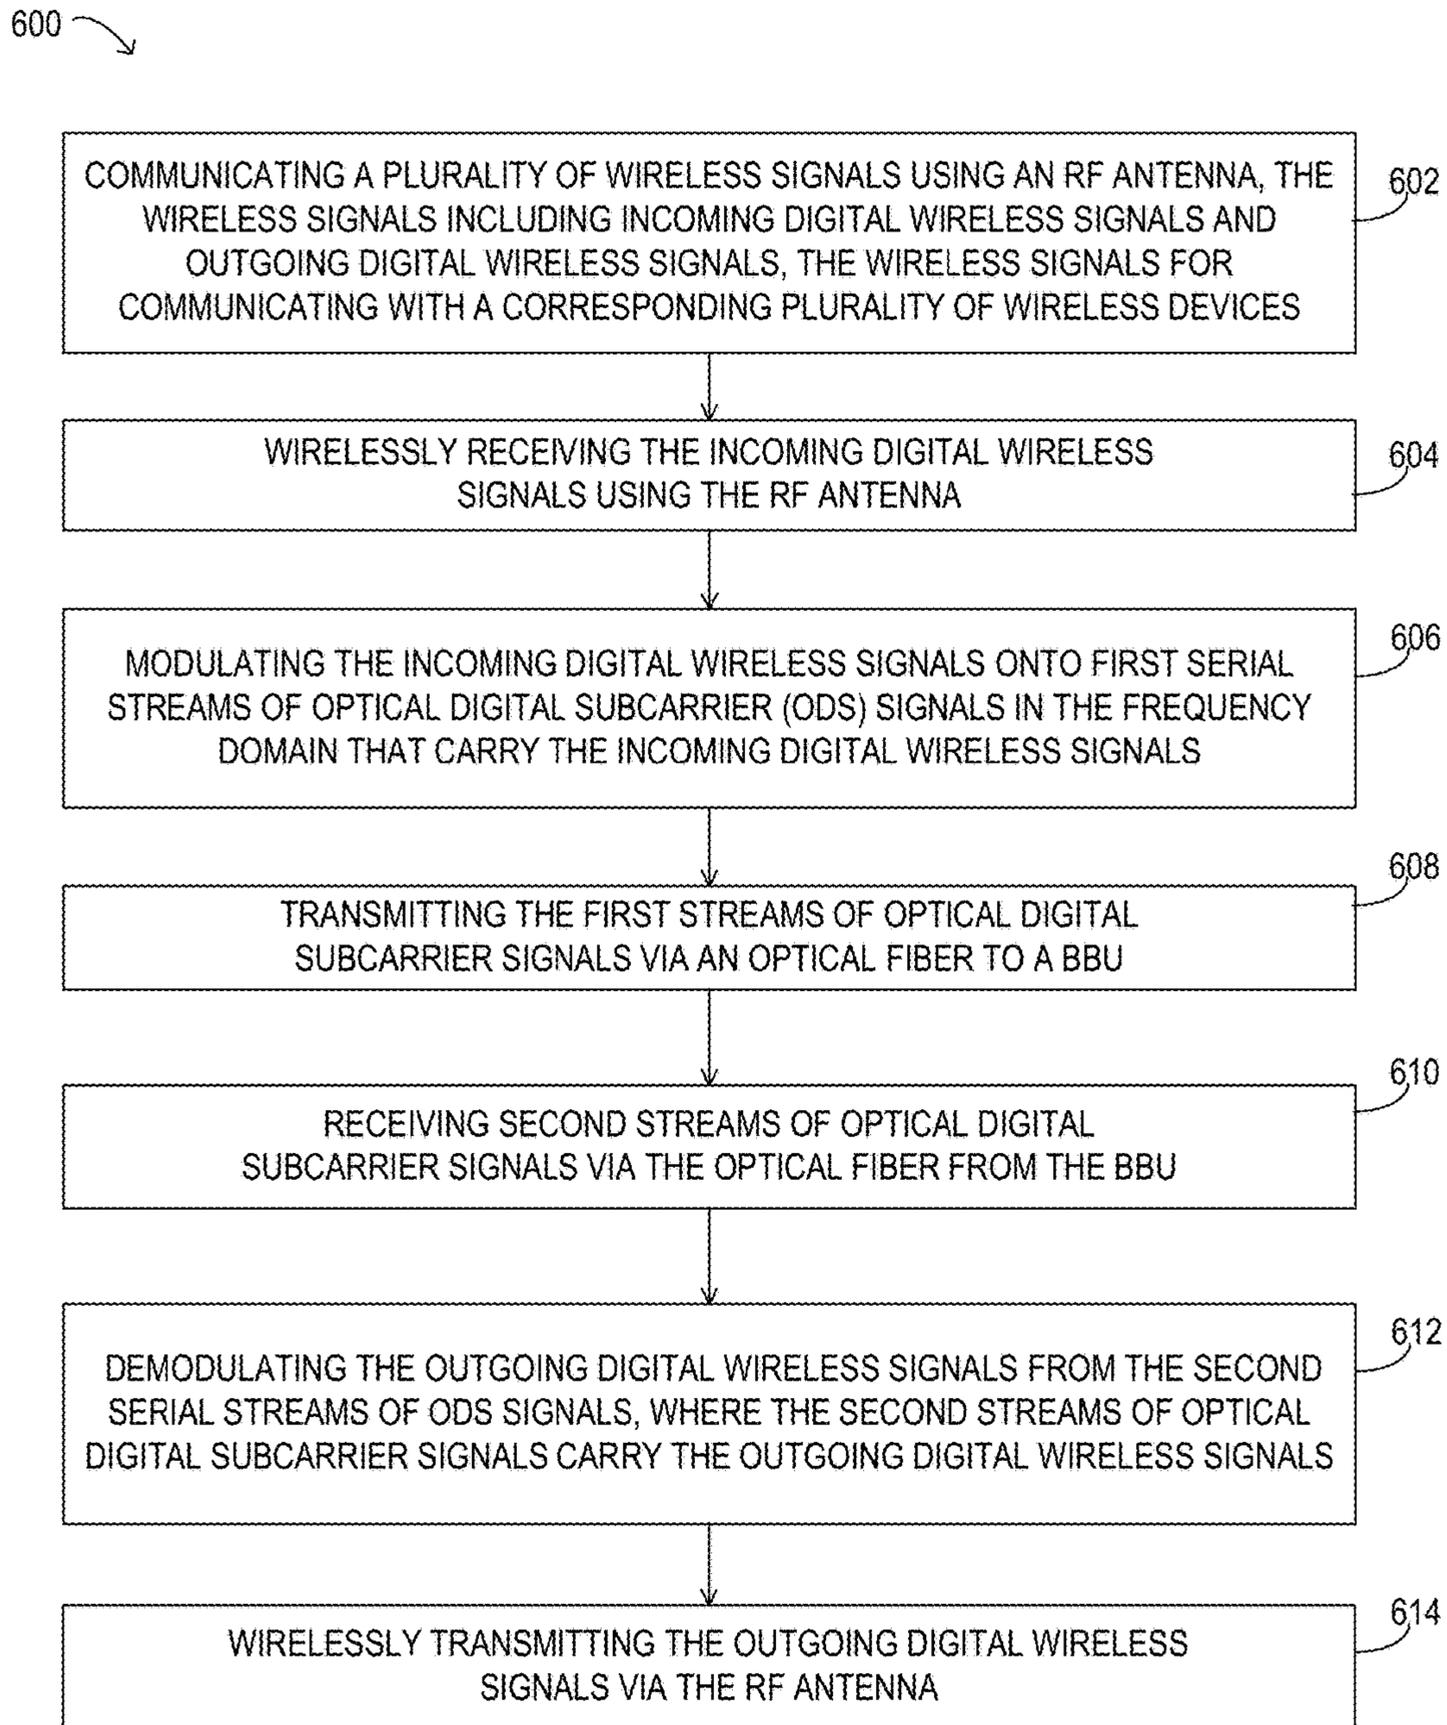 600
COMMUNICATING A PLURALITY OF WIRELESS SIGNALS USING AN RF ANTENNA, THE
WIRELESS SIGNALS INCLUDING INCOMING DIGITAL WIRELESS SIGNALS AND
OUTGOING DIGITAL WIRELESS SIGNALS, THE WIRELESS SIGNALS FOR
COMMUNICATING WITH A CORRESPONDING PLURALITY OF WIRELESS DEVICES
602
WIRELESSLY RECEIVING THE INCOMING DIGITAL WIRELESS
SIGNALS USING THE RF ANTENNA
604
MODULATING THE INCOMING DIGITAL WIRELESS SIGNALS ONTO FIRST SERIAL
STREAMS OF OPTICAL DIGITAL SUBCARRIER (ODS) SIGNALS IN THE FREQUENCY
DOMAIN THAT CARRY THE INCOMING DIGITAL WIRELESS SIGNALS
606
TRANSMITTING THE FIRST STREAMS OF OPTICAL DIGITAL
SUBCARRIER SIGNALS VIA AN OPTICAL FIBER TO A BBU
608
RECEIVING SECOND STREAMS OF OPTICAL DIGITAL
SUBCARRIER SIGNALS VIA THE OPTICAL FIBER FROM THE BBU
610
DEMODULATING THE OUTGOING DIGITAL WIRELESS SIGNALS FROM THE SECOND
SERIAL STREAMS OF ODS SIGNALS, WHERE THE SECOND STREAMS OF OPTICAL
DIGITAL SUBCARRIER SIGNALS CARRY THE OUTGOING DIGITAL WIRELESS SIGNALS
612
WIRELESSLY TRANSMITTING THE OUTGOING DIGITAL WIRELESS
SIGNALS VIA THE RF ANTENNA
614